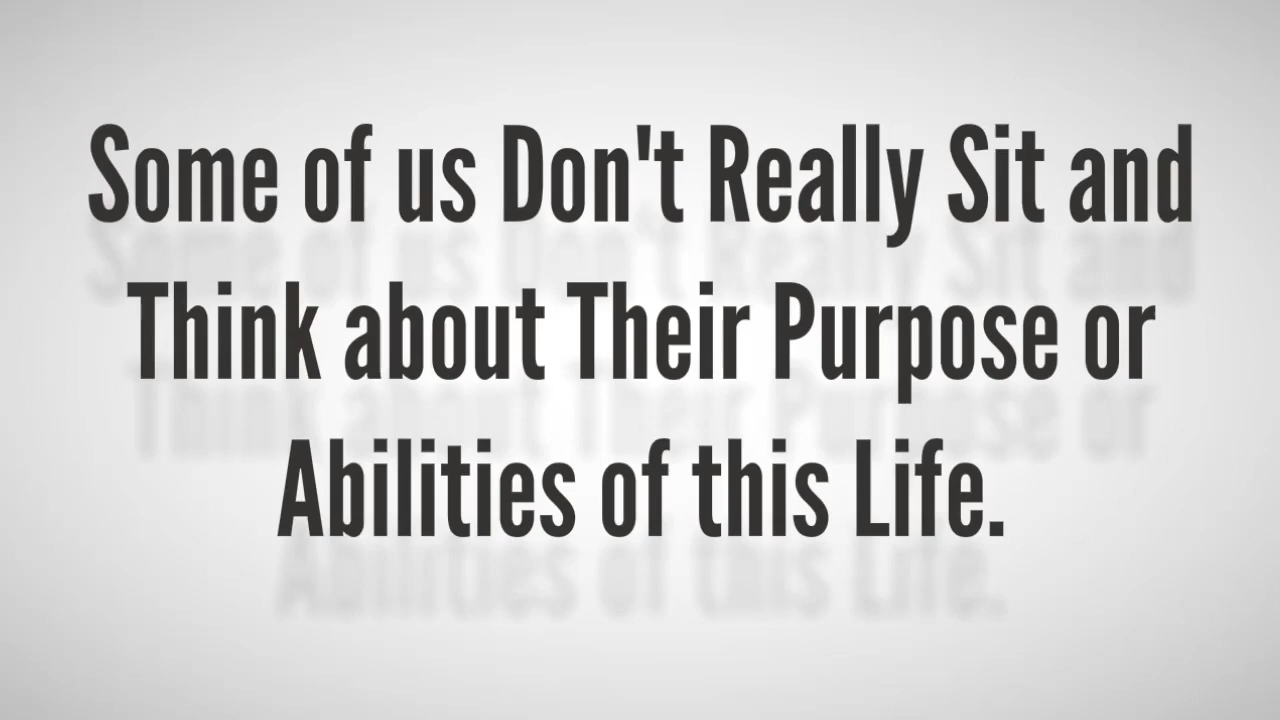 Some of us Don't Really Sit and
Think about Their Purpose or
Abilities of this Life.